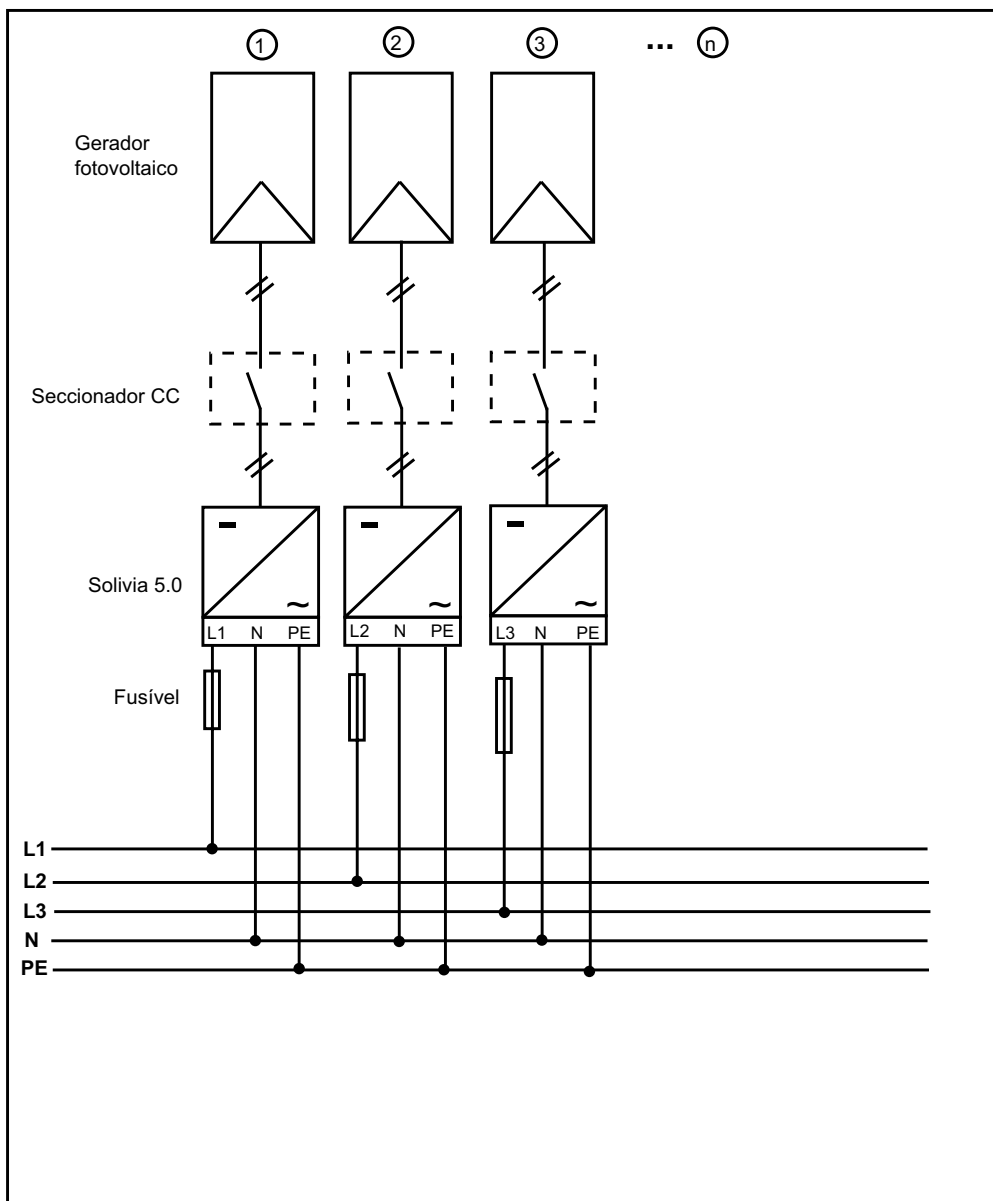 1 2 3 ... n
Gerador
fotovoltaico
Seccionador CC
Solivia 5.0
L1 N PE L2 N PE L3 N PE
Fusível
L1
L2
L3
N
PE